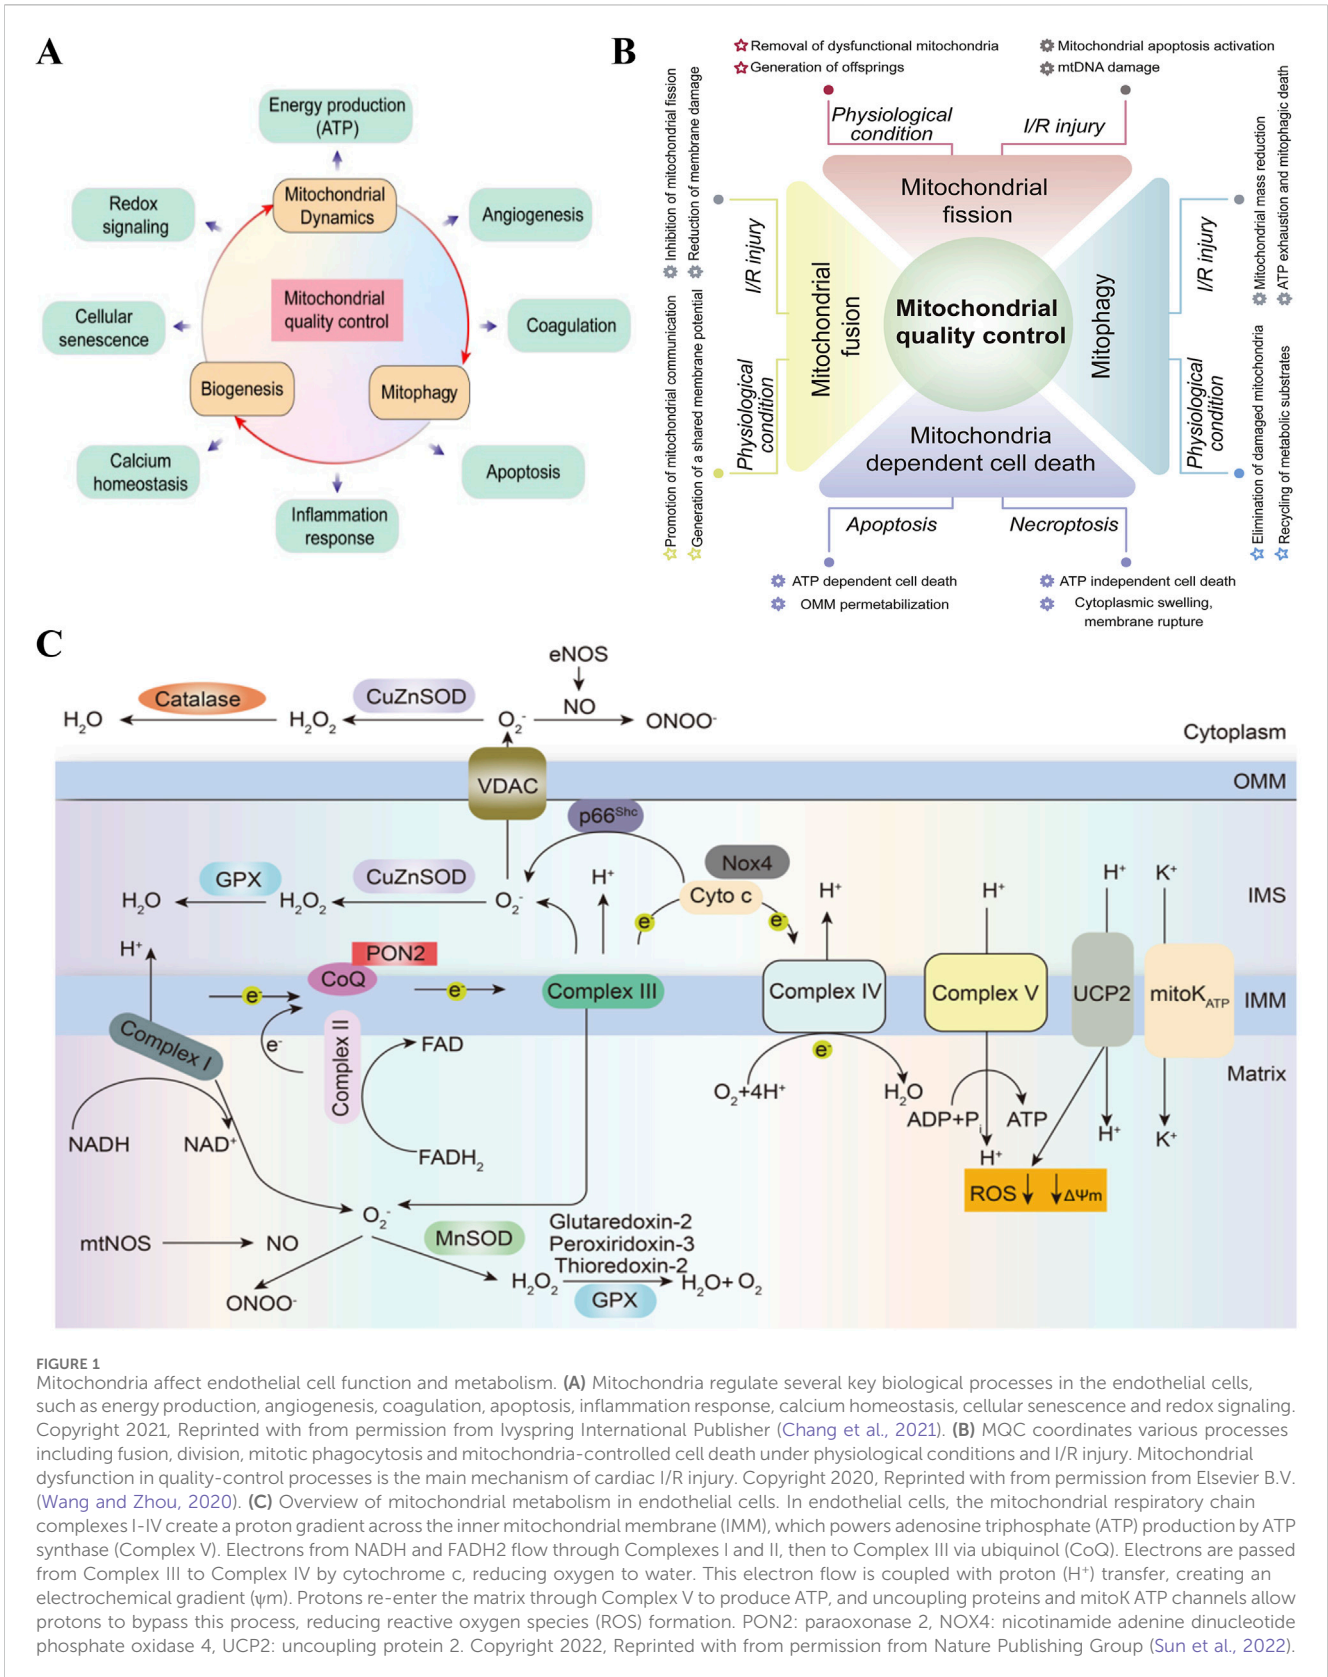 A
Energy production
(ATP)
Redox
signaling
Mitochondrial
Dynamics
Angiogenesis
Mitochondrial
quality control
Cellular
senescence
Coagulation
Biogenesis
Mitophagy
Calcium
homeostasis
Apoptosis
Inflammation
response
B
Removal of dysfunctional mitochondria
Generation of offsprings
Mitochondrial apoptosis activation
mtDNA damage
Physiological
condition
I/R injury
Mitochondrial
fission
Inhibition of mitochondrial fission
Reduction of membrane damage
I/R injury
Promotion of mitochondrial communication
Generation of a shared membrane potential
Physiological
condition
Mitochondrial
fusion
Mitochondrial
quality control
Mitophagy
I/R injury
Mitochondrial mass reduction
ATP exhaustion and mitophagic death
Physiological
condition
Elimination of damaged mitochondria
Recycling of metabolic substrates
Mitochondria
dependent cell death
Apoptosis
Necroptosis
ATP dependent cell death
OMM permetabilization
ATP independent cell death
Cytoplasmic swelling,
membrane rupture
C
eNOS
Catalase
CuZnSOD
NO
H₂O
H₂O₂
O₂⁻
ONOO⁻
Cytoplasm
VDAC
OMM
p66Shc
Nox4
GPX
CuZnSOD
H⁺
Cyto c
H⁺
H⁺
H⁺
K⁺
H₂O
H₂O₂
O₂⁻
IMS
e⁻
e⁻
H⁺
PON2
CoQ
e⁻
e⁻
Complex III
Complex IV
Complex V
UCP2
mitoKATP
IMM
Complex I
e⁻
Complex II
FAD
e⁻
Matrix
O₂+4H⁺
H₂O
ADP+Pi
ATP
H⁺
K⁺
NADH
NAD⁺
FADH₂
H⁺
ROS
ΔΨm
O₂⁻
mtNOS
NO
MnSOD
Glutaredoxin-2
Peroxiridoxin-3
Thioredoxin-2
H₂O₂
H₂O+ O₂
GPX
ONOO⁻
FIGURE 1
Mitochondria affect endothelial cell function and metabolism. (A) Mitochondria regulate several key biological processes in the endothelial cells,
such as energy production, angiogenesis, coagulation, apoptosis, inflammation response, calcium homeostasis, cellular senescence and redox signaling.
Copyright 2021, Reprinted with from permission from Ivyspring International Publisher (Chang et al., 2021). (B) MQC coordinates various processes
including fusion, division, mitotic phagocytosis and mitochondria-controlled cell death under physiological conditions and I/R injury. Mitochondrial
dysfunction in quality-control processes is the main mechanism of cardiac I/R injury. Copyright 2020, Reprinted with from permission from Elsevier B.V.
(Wang and Zhou, 2020). (C) Overview of mitochondrial metabolism in endothelial cells. In endothelial cells, the mitochondrial respiratory chain
complexes I-IV create a proton gradient across the inner mitochondrial membrane (IMM), which powers adenosine triphosphate (ATP) production by ATP
synthase (Complex V). Electrons from NADH and FADH2 flow through Complexes I and II, then to Complex III via ubiquinol (CoQ). Electrons are passed
from Complex III to Complex IV by cytochrome c, reducing oxygen to water. This electron flow is coupled with proton (H⁺) transfer, creating an
electrochemical gradient (ψm). Protons re-enter the matrix through Complex V to produce ATP, and uncoupling proteins and mitoK ATP channels allow
protons to bypass this process, reducing reactive oxygen species (ROS) formation. PON2: paraoxonase 2, NOX4: nicotinamide adenine dinucleotide
phosphate oxidase 4, UCP2: uncoupling protein 2. Copyright 2022, Reprinted with from permission from Nature Publishing Group (Sun et al., 2022).